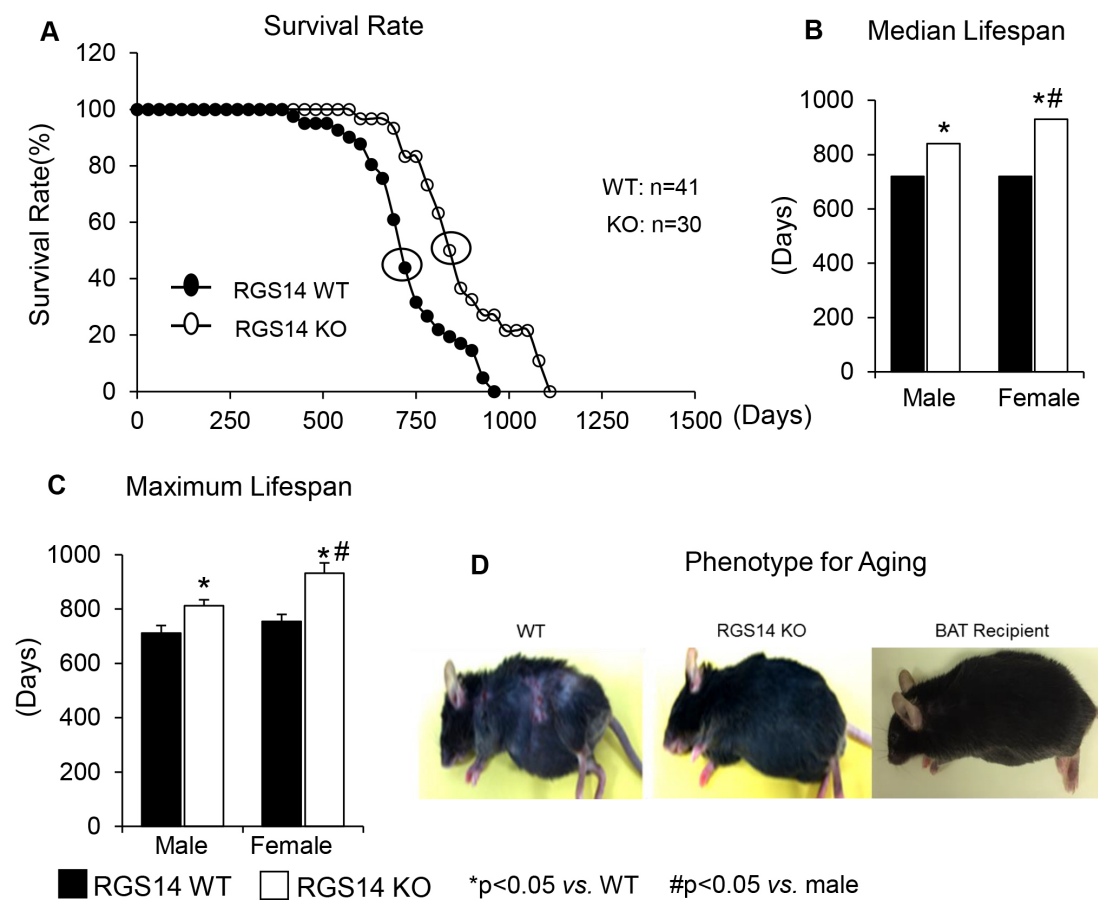 A
Survival Rate
120
100
80
60
40
20
0
Survival Rate(%)
WT: n=41
KO: n=30
RGS14 WT
RGS14 KO
0 250 500 750 1000 1250 1500 (Days)
B
Median Lifespan
*
*#
1000
800
600
400
200
0
(Days)
Male Female
C
Maximum Lifespan
*
*#
1000
800
600
400
200
0
(Days)
Male Female
D
Phenotype for Aging
WT RGS14 KO BAT Recipient
RGS14 WT RGS14 KO *p<0.05 vs. WT #p<0.05 vs. male